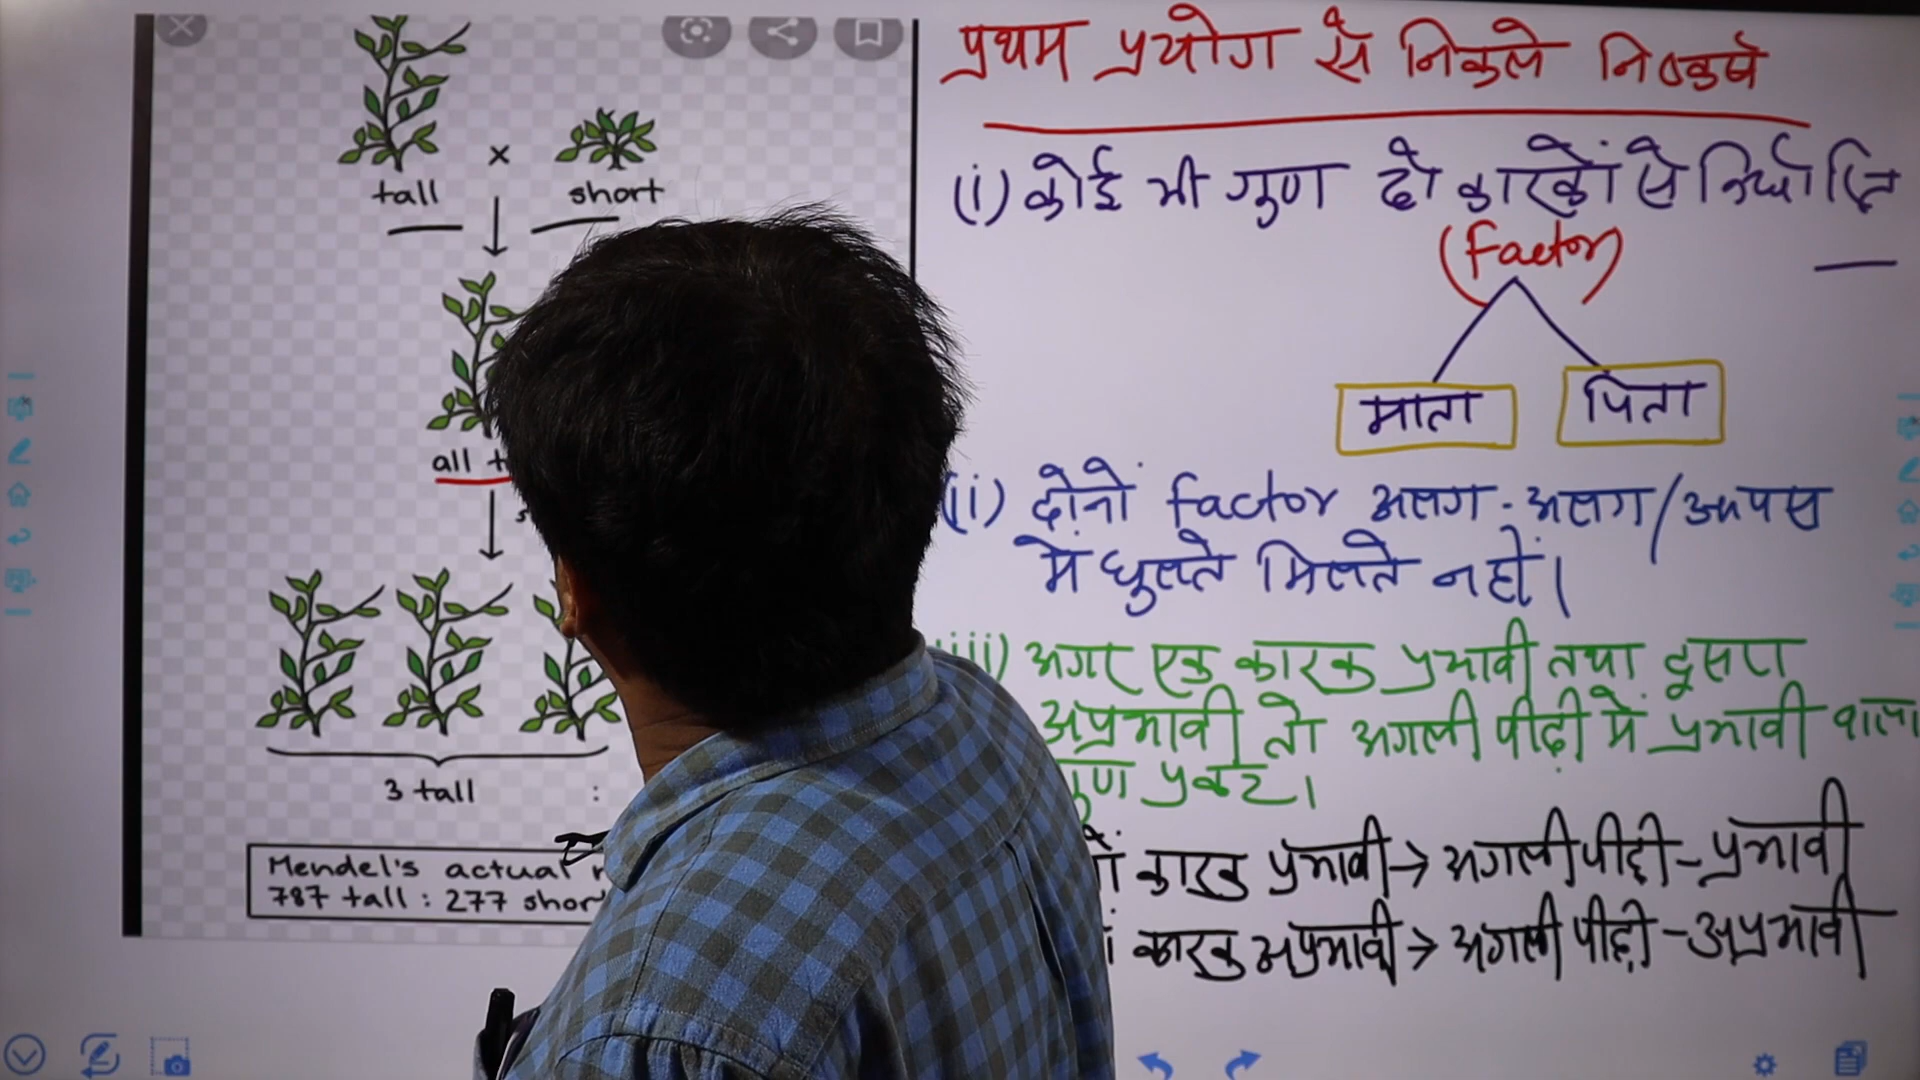 tall × short
all
3 tall :
Mendel's actual
787 tall : 277 shor
प्रथम प्रयोग से निकले निष्कर्ष
(i) कोई भी गुण दो कारकों से निर्धारित
(Factor)
माता पिता
(ii) दोनों factor अलग-अलग/आपस
में घुलते मिलते नहीं।
iii) अगर एक कारक प्रभावी तथा दूसरा
अप्रभावी तो अगली पीढ़ी में प्रभावी वाला
गुण प्रकट।
कारक प्रभावी → अगली पीढ़ी - प्रभावी
कारक अप्रभावी → अगली पीढ़ी - अप्रभावी